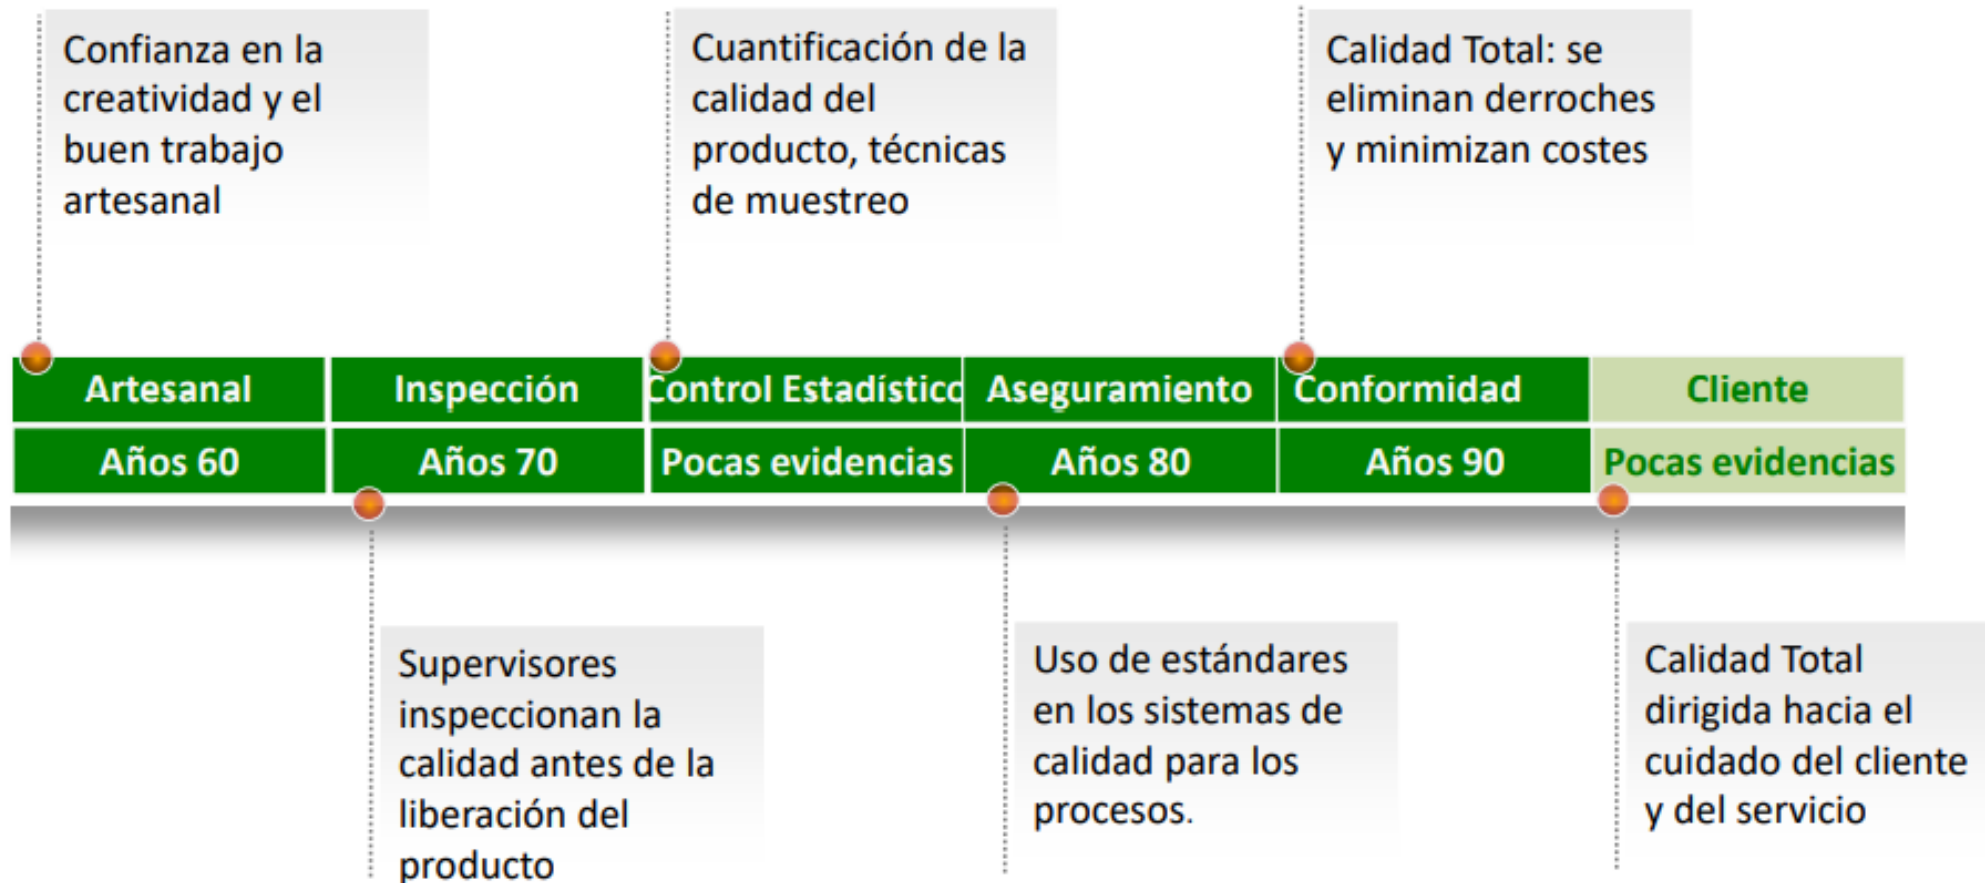 Confianza en la
creatividad y el
buen trabajo
artesanal
Cuantificación de la
calidad del
producto, técnicas
de muestreo
Calidad Total: se
eliminan derroches
y minimizan costes
Artesanal
Inspección
Control Estadístico
Aseguramiento
Conformidad
Cliente
Años 60
Años 70
Pocas evidencias
Años 80
Años 90
Pocas evidencias
Supervisores
inspeccionan la
calidad antes de la
liberación del
producto
Uso de estándares
en los sistemas de
calidad para los
procesos.
Calidad Total
dirigida hacia el
cuidado del cliente
y del servicio